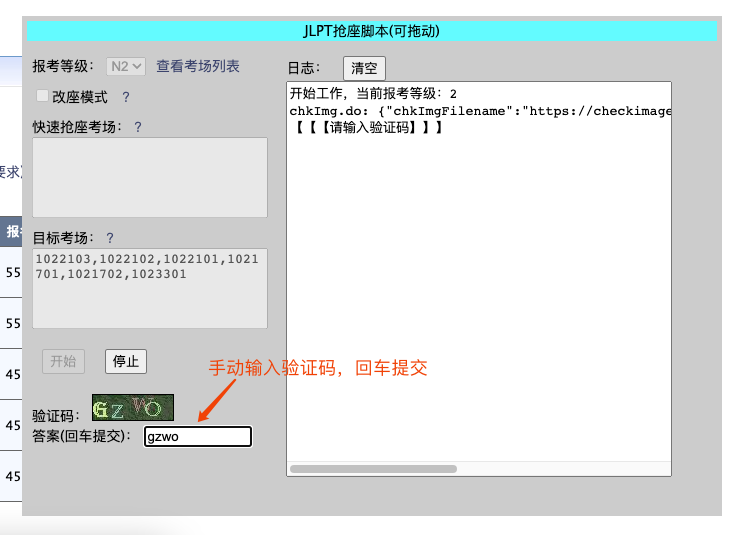 JLPT抢座脚本(可拖动)
报考等级： N2 查看考场列表
改座模式 ?
快速抢座考场： ?
目标考场： ?
1022103,1022102,1022101,1021
701,1021702,1023301
开始 停止
验证码： GZWO
答案(回车提交)： gzwo
手动输入验证码，回车提交
日志： 清空
开始工作，当前报考等级：2
chkImg.do: {"chkImgFilename":"https://checkimage
【【【请输入验证码】】】
要求
报
55
55
45
45
45